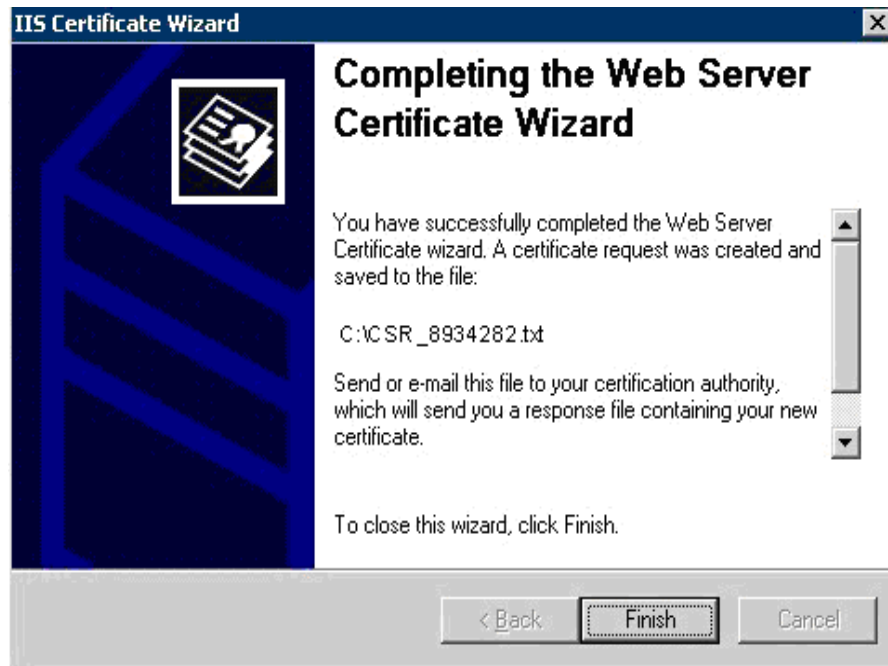 IIS Certificate Wizard
Completing the Web Server
Certificate Wizard
You have successfully completed the Web Server
Certificate wizard. A certificate request was created and
saved to the file:
C:\CSR_8934282.txt
Send or e-mail this file to your certification authority,
which will send you a response file containing your new
certificate.
To close this wizard, click Finish.
< Back
Finish
Cancel